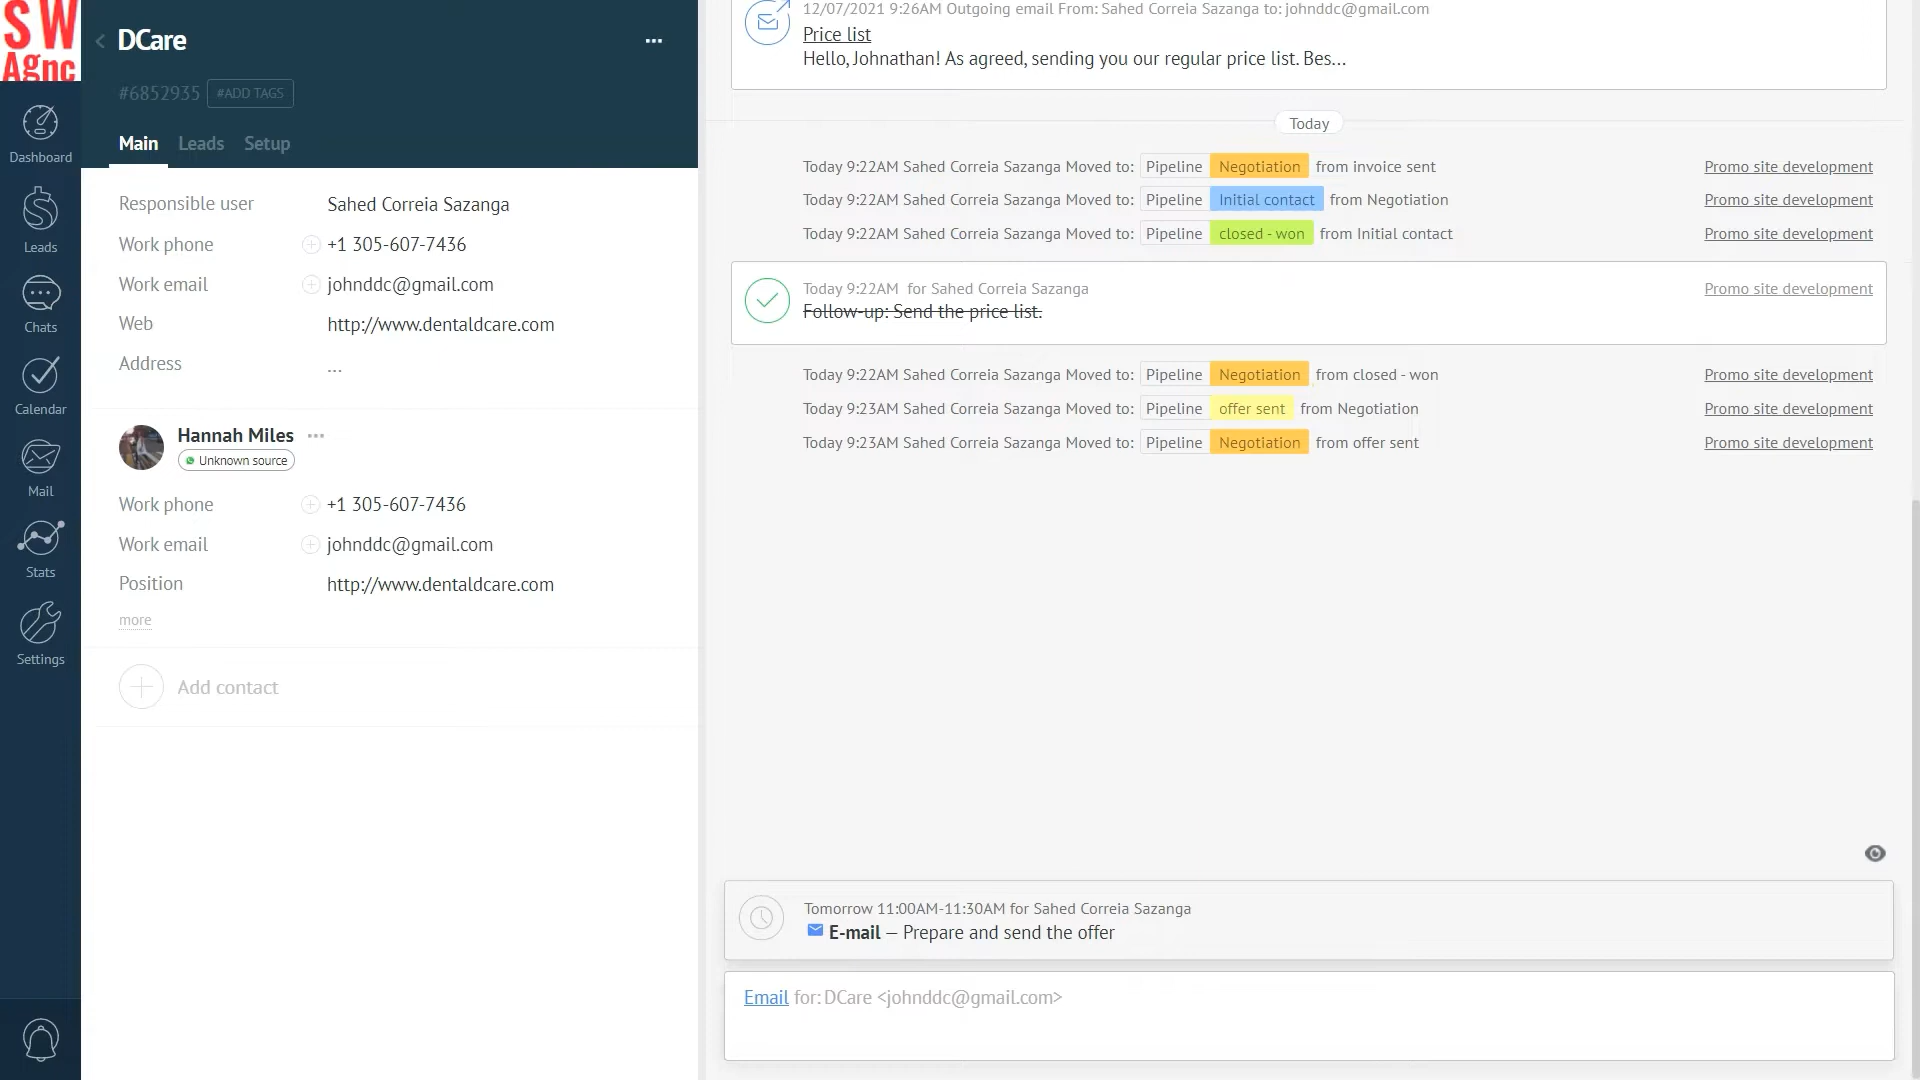 SW
Agnc
DCare
...
#6852935 #ADD TAGS
Main Leads Setup
Dashboard
Leads
Chats
Calendar
Mail
Stats
Settings
Responsible user Sahed Correia Sazanga
Work phone +1 305-607-7436
Work email johnddc@gmail.com
Web http://www.dentaldcare.com
Address ...
Hannah Miles ...
Unknown source
Work phone +1 305-607-7436
Work email johnddc@gmail.com
Position http://www.dentaldcare.com
more
Add contact
12/07/2021 9:26AM Outgoing email From: Sahed Correia Sazanga to: johnddc@gmail.com
Price list
Hello, Johnathan! As agreed, sending you our regular price list. Bes...
Today
Today 9:22AM Sahed Correia Sazanga Moved to: Pipeline Negotiation from invoice sent Promo site development
Today 9:22AM Sahed Correia Sazanga Moved to: Pipeline Initial contact from Negotiation Promo site development
Today 9:22AM Sahed Correia Sazanga Moved to: Pipeline closed - won from Initial contact Promo site development
Today 9:22AM for Sahed Correia Sazanga Promo site development
Follow-up: Send the price list.
Today 9:22AM Sahed Correia Sazanga Moved to: Pipeline Negotiation from closed - won Promo site development
Today 9:23AM Sahed Correia Sazanga Moved to: Pipeline offer sent from Negotiation Promo site development
Today 9:23AM Sahed Correia Sazanga Moved to: Pipeline Negotiation from offer sent Promo site development
Tomorrow 11:00AM-11:30AM for Sahed Correia Sazanga
E-mail — Prepare and send the offer
Email for: DCare <johnddc@gmail.com>